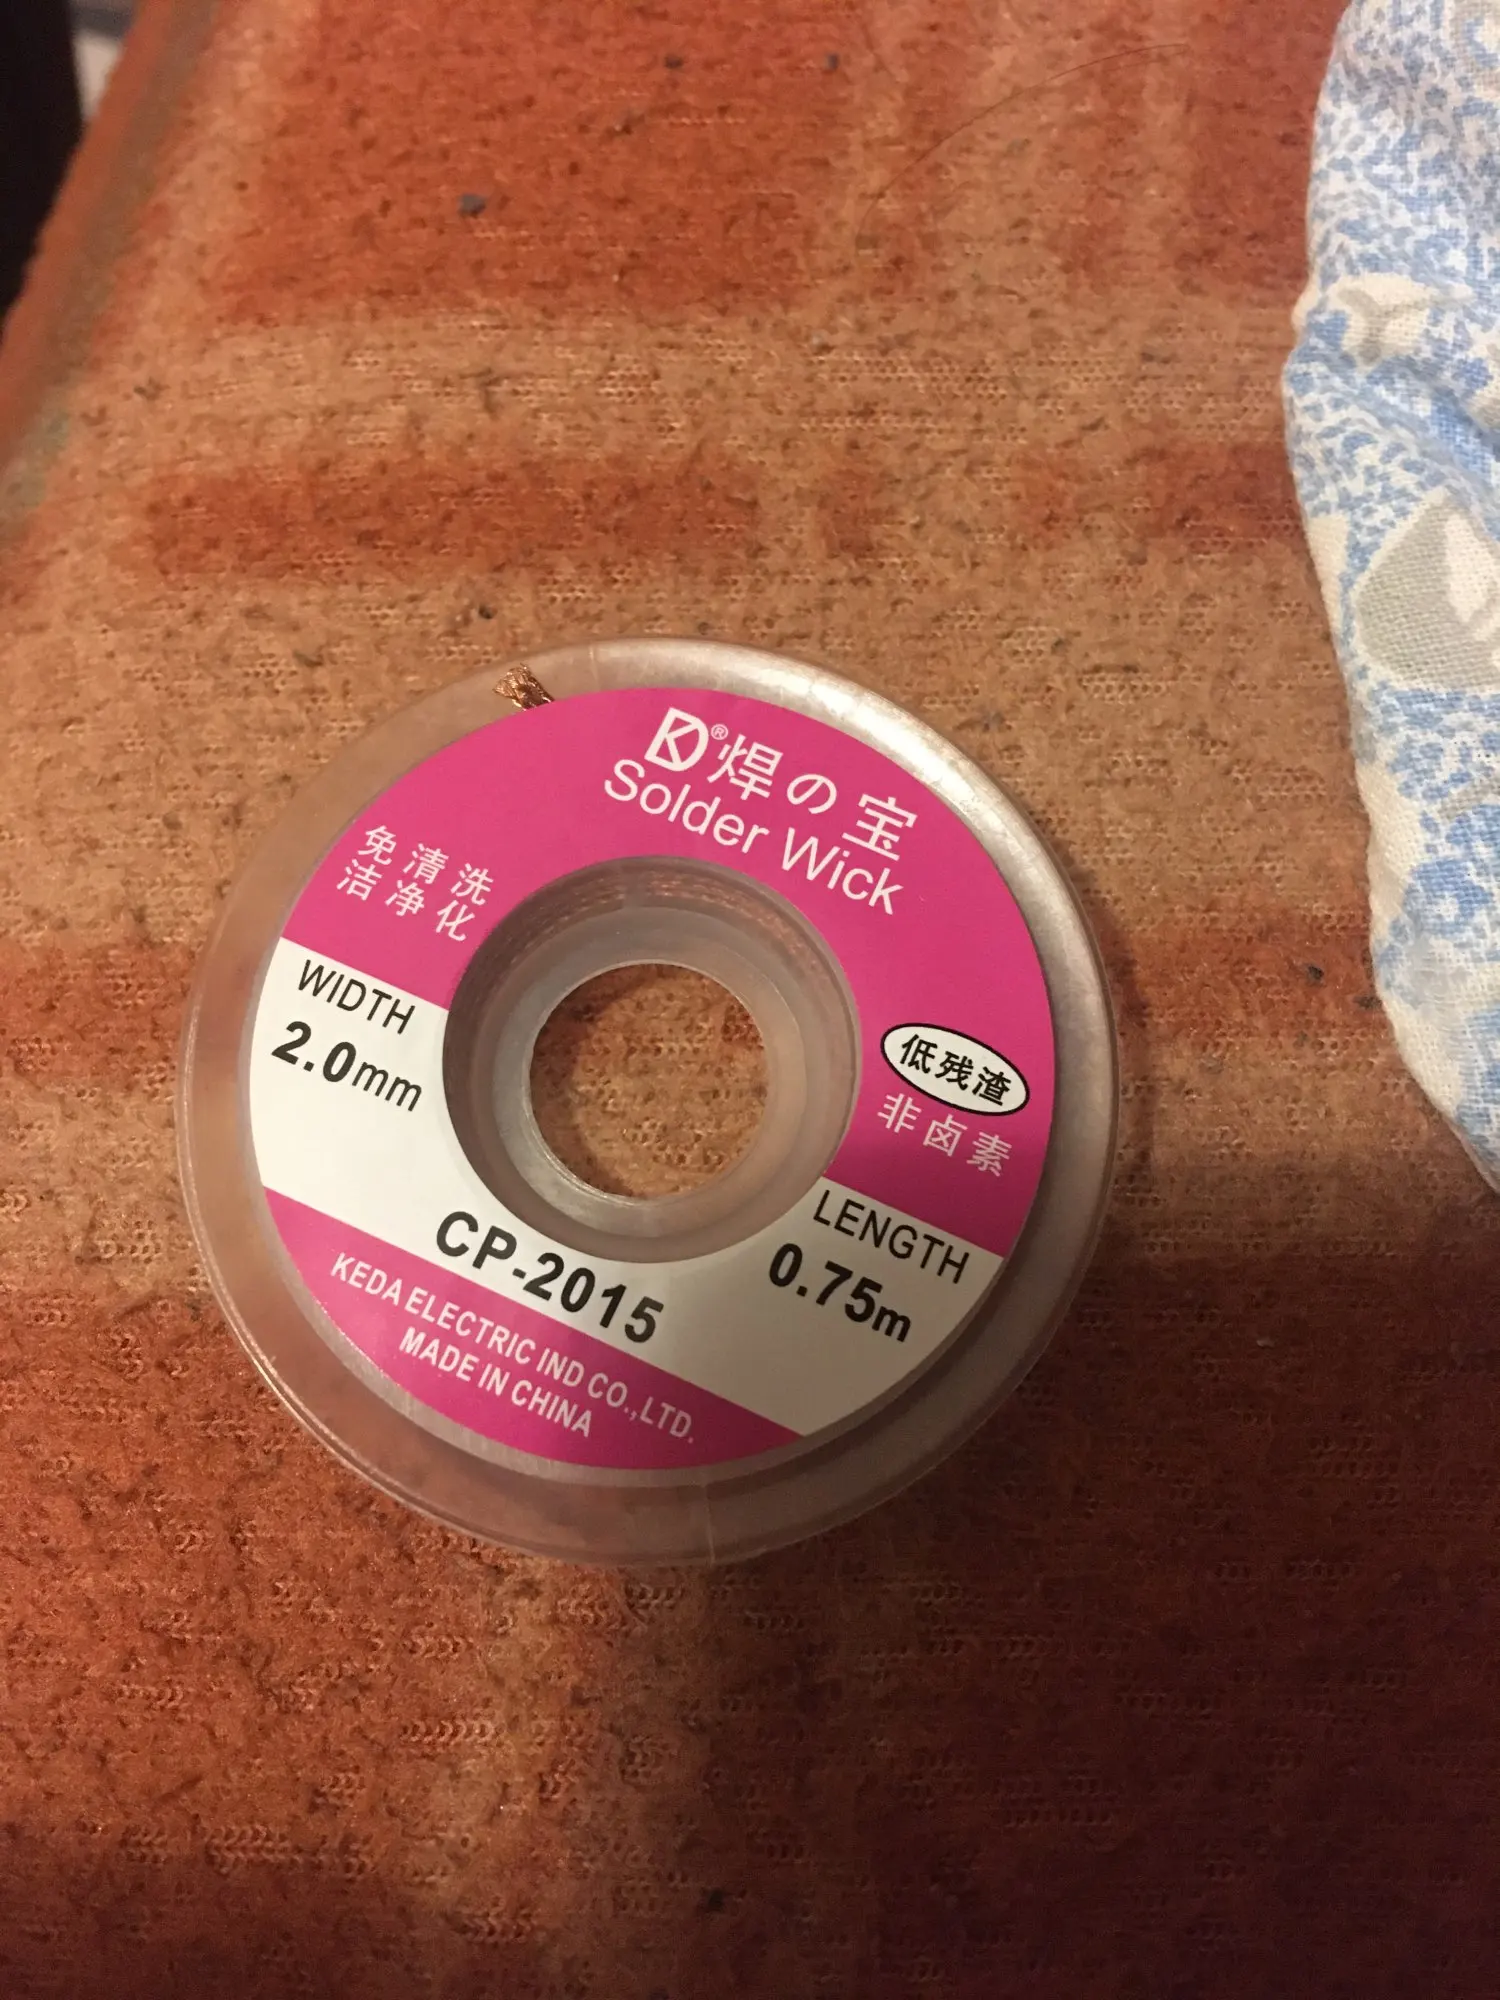 KD®焊の宝
Solder Wick
免清洗
洁净化
WIDTH
2.0mm
低残渣
非卤素
LENGTH
0.75m
CP-2015
KEDA ELECTRIC IND CO.,LTD.
MADE IN CHINA